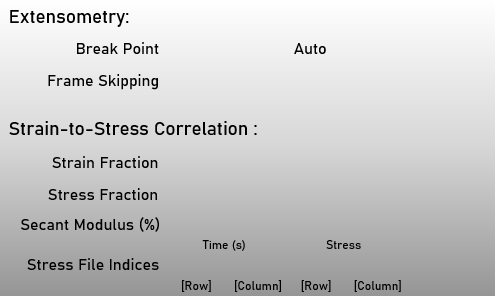 Extensometry:
Break Point Auto
Frame Skipping
Strain-to-Stress Correlation :
Strain Fraction
Stress Fraction
Secant Modulus (%)
Time (s) Stress
Stress File Indices
[Row] [Column] [Row] [Column]